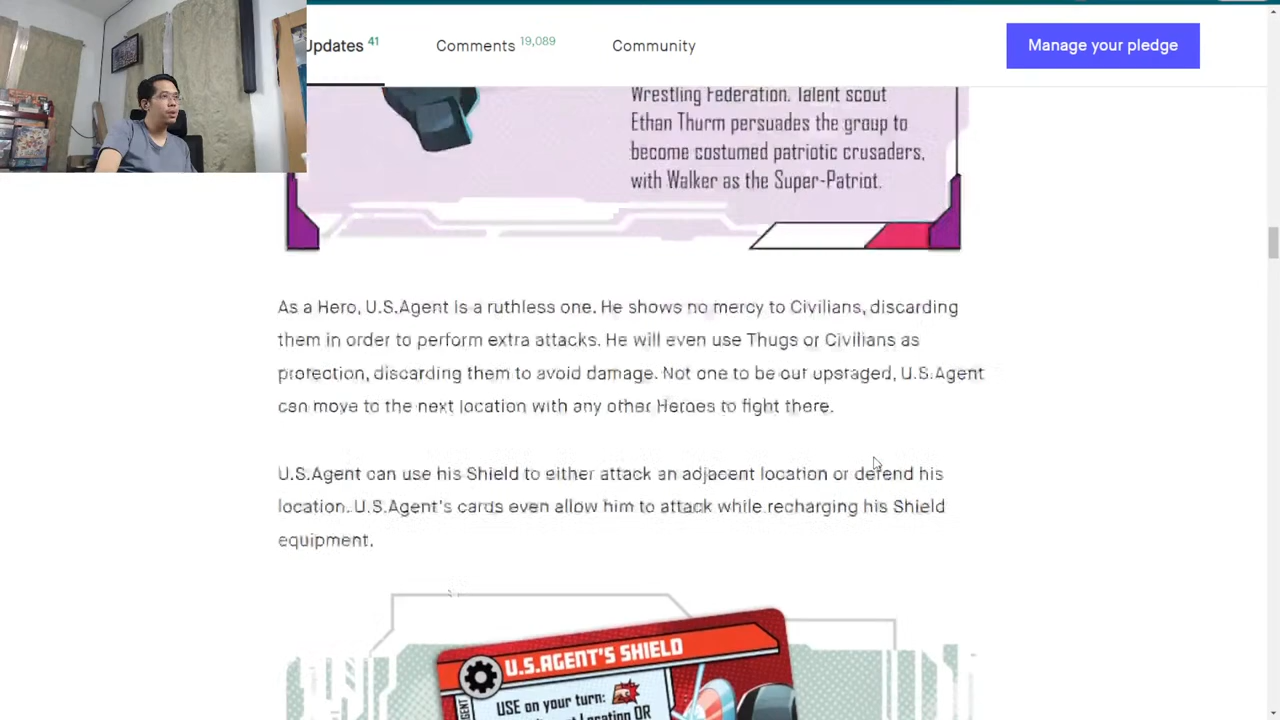 Updates 41
Comments 19,089
Community
Manage your pledge
Wrestling Federation. Talent scout
Ethan Thurm persuades the group to
become costumed patriotic crusaders,
with Walker as the Super-Patriot.
As a Hero, U.S.Agent is a ruthless one. He shows no mercy to Civilians, discarding
them in order to perform extra attacks. He will even use Thugs or Civilians as
protection, discarding them to avoid damage. Not one to be out upstaged, U.S.Agent
can move to the next location with any other Heroes to fight there.
U.S.Agent can use his Shield to either attack an adjacent location or defend his
location. U.S.Agent's cards even allow him to attack while recharging his Shield
equipment.
U.S.AGENT'S SHIELD
USE on your turn:
Location OR
AGENT